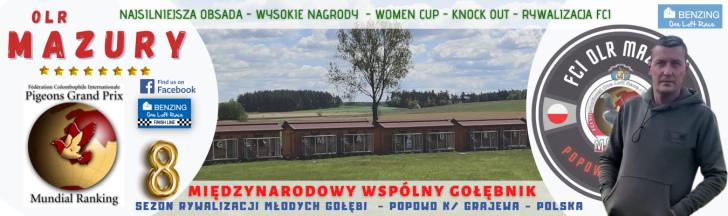 NAJSILNIEJSZA OBSADA - WYSOKIE NAGRODY - WOMEN CUP - KNOCK OUT - RYWALIZACJA FCI
OLR
MAZURY
Fédération Colombophile Internationale
Pigeons Grand Prix
Mundial Ranking
Find us on
Facebook
BENZING
One Loft Race
FINISH LINE
8
BENZING
One Loft Race
FCI OLR MAZ
POPOW
MIĘDZYNARODOWY WSPÓLNY GOŁĘBNIK
SEZON RYWALIZACJI MŁODYCH GOŁĘBI - POPOWO K/ GRAJEWA - POLSKA